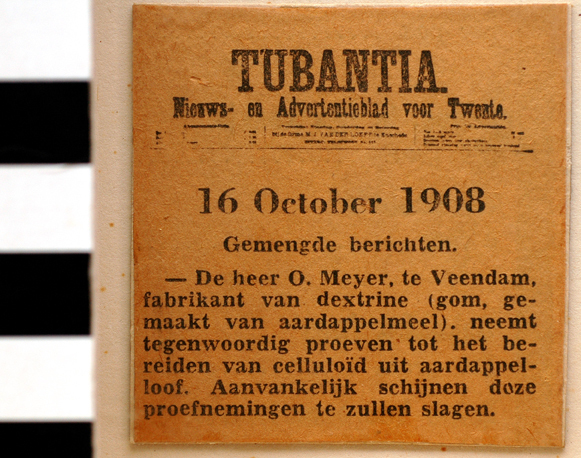 TUBANTIA.
Nieuws- en Advertentieblad voor Twente.
16 October 1908
Gemengde berichten.
— De heer O. Meyer, te Veendam,
fabrikant van dextrine (gom, ge-
maakt van aardappelmeel). neemt
tegenwoordig proeven tot het be-
reiden van celluloïd uit aardappel-
loof. Aanvankelijk schijnen deze
proefnemingen te zullen slagen.